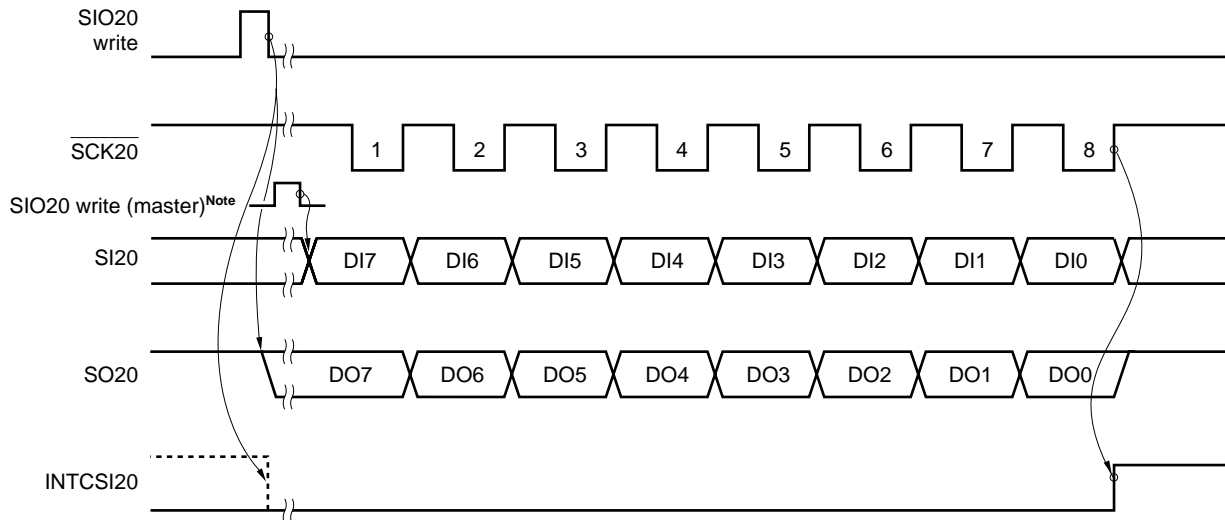 SIO20
write
SCK20
1 2 3 4 5 6 7 8
SIO20 write (master)Note
SI20
DI7 DI6 DI5 DI4 DI3 DI2 DI1 DI0
SO20
DO7 DO6 DO5 DO4 DO3 DO2 DO1 DO0
INTCSI20